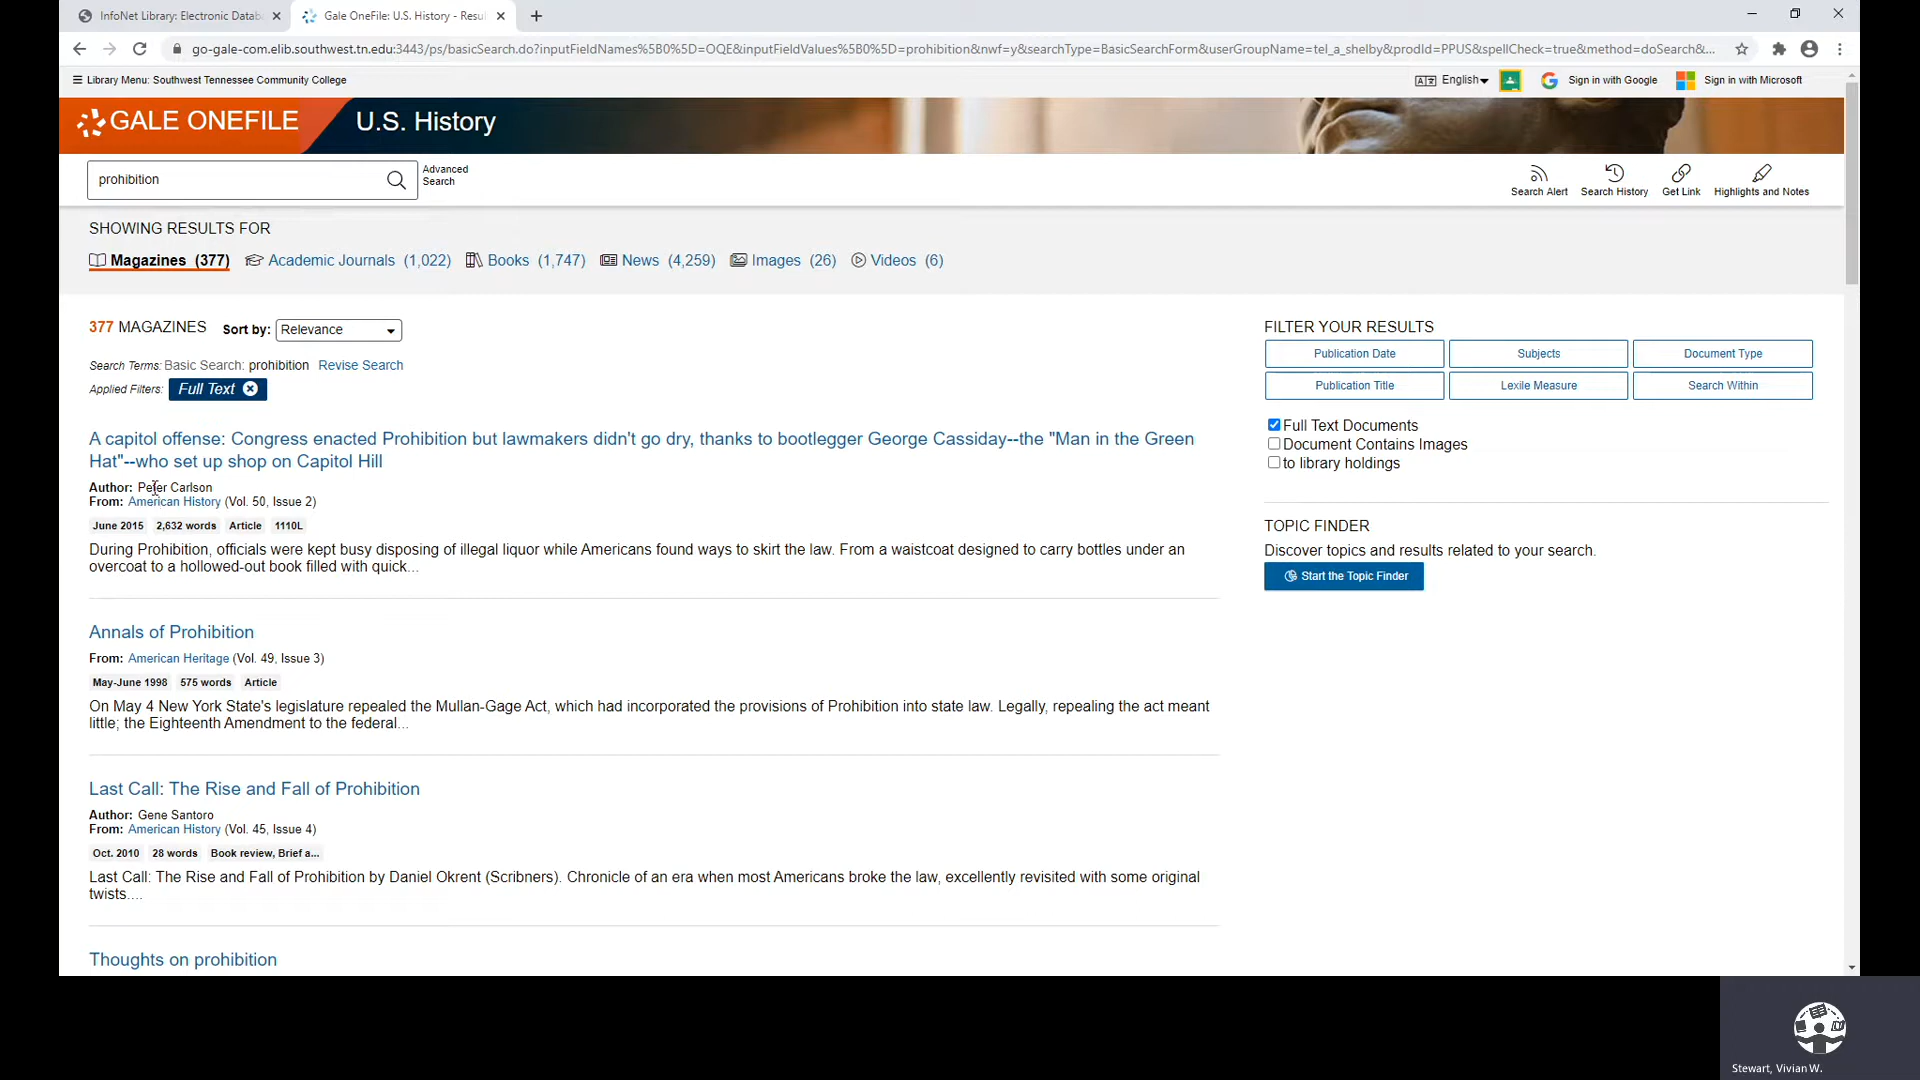 InfoNet Library: Electronic Datab
Gale OneFile: U.S. History - Resu
go-gale-com.elib.southwest.tn.edu:3443/ps/basicSearch.do?inputFieldNames%5B0%5D=OQE&inputFieldValues%5B0%5D=prohibition&nwf=y&searchType=BasicSearchForm&userGroupName=tel_a_shelby&prodId=PPUS&spellCheck=true&method=doSearch&...
Library Menu: Southwest Tennessee Community College
English
Sign in with Google
Sign in with Microsoft
GALE ONEFILE
U.S. History
prohibition
Advanced
Search
Search Alert
Search History
Get Link
Highlights and Notes
SHOWING RESULTS FOR
Magazines (377)
Academic Journals (1,022)
Books (1,747)
News (4,259)
Images (26)
Videos (6)
377 MAGAZINES
Sort by:
Relevance
Search Terms: Basic Search: prohibition Revise Search
Applied Filters: Full Text
A capitol offense: Congress enacted Prohibition but lawmakers didn't go dry, thanks to bootlegger George Cassiday--the "Man in the Green
Hat"--who set up shop on Capitol Hill
Author: Peter Carlson
From: American History (Vol. 50, Issue 2)
June 2015 2,632 words Article 1110L
During Prohibition, officials were kept busy disposing of illegal liquor while Americans found ways to skirt the law. From a waistcoat designed to carry bottles under an
overcoat to a hollowed-out book filled with quick...
Annals of Prohibition
From: American Heritage (Vol. 49, Issue 3)
May-June 1998 575 words Article
On May 4 New York State's legislature repealed the Mullan-Gage Act, which had incorporated the provisions of Prohibition into state law. Legally, repealing the act meant
little; the Eighteenth Amendment to the federal...
Last Call: The Rise and Fall of Prohibition
Author: Gene Santoro
From: American History (Vol. 45, Issue 4)
Oct. 2010 28 words Book review, Brief a...
Last Call: The Rise and Fall of Prohibition by Daniel Okrent (Scribners). Chronicle of an era when most Americans broke the law, excellently revisited with some original
twists....
Thoughts on prohibition
FILTER YOUR RESULTS
Publication Date
Subjects
Document Type
Publication Title
Lexile Measure
Search Within
Full Text Documents
Document Contains Images
to library holdings
TOPIC FINDER
Discover topics and results related to your search.
Start the Topic Finder
Stewart, Vivian W.